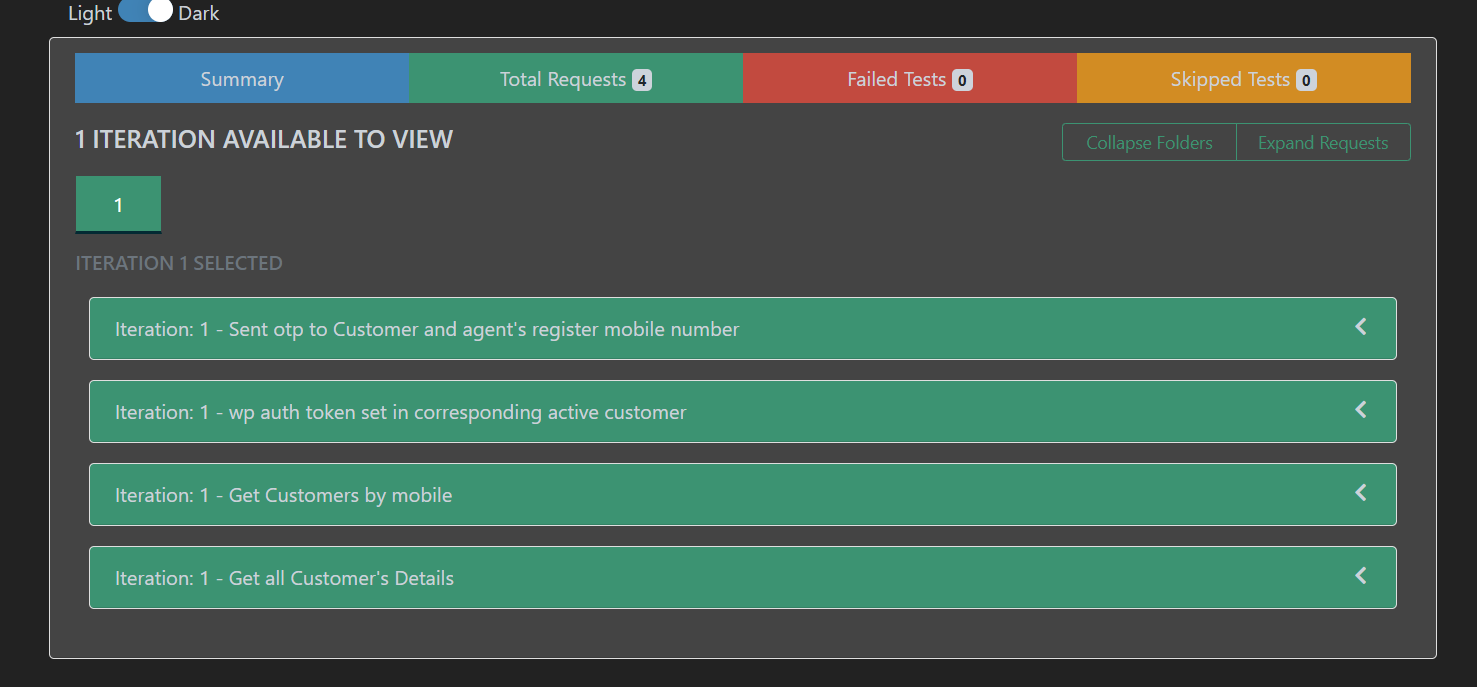 Light Dark
Summary Total Requests 4 Failed Tests 0 Skipped Tests 0
1 ITERATION AVAILABLE TO VIEW
Collapse Folders Expand Requests
1
ITERATION 1 SELECTED
Iteration: 1 - Sent otp to Customer and agent's register mobile number
Iteration: 1 - wp auth token set in corresponding active customer
Iteration: 1 - Get Customers by mobile
Iteration: 1 - Get all Customer's Details